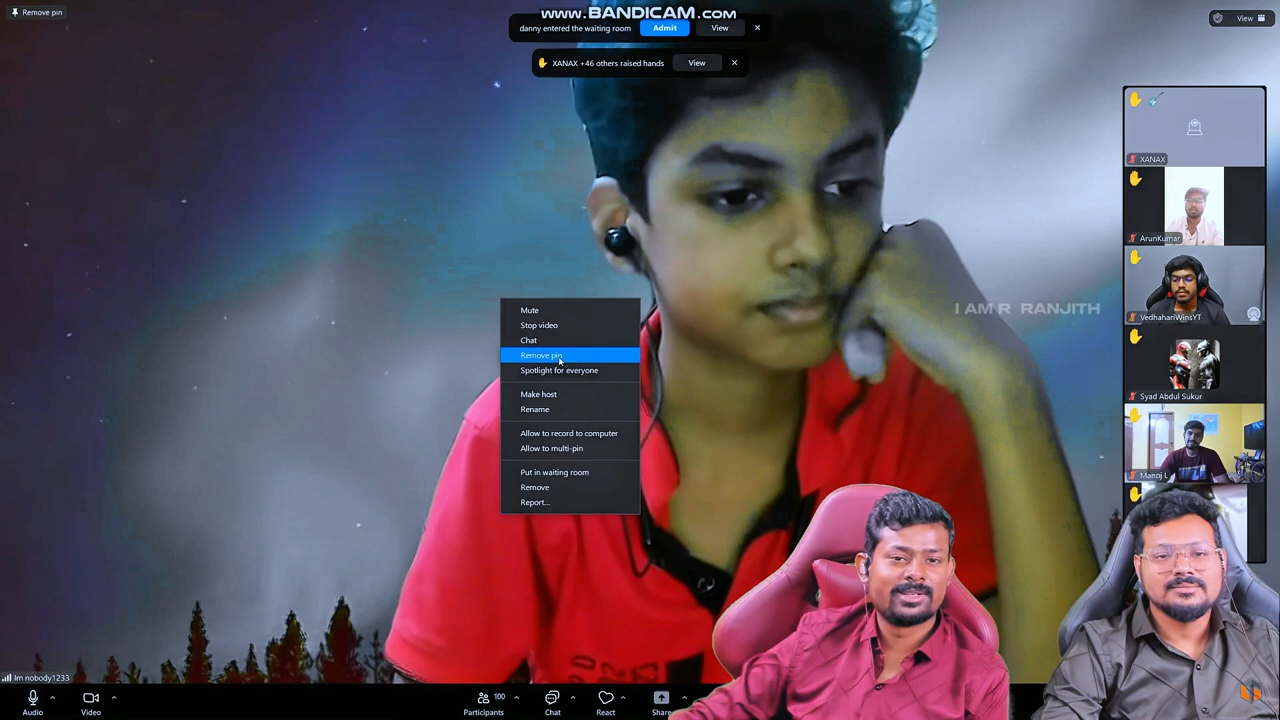 Remove pin
www.BANDICAM.com
danny entered the waiting room Admit View
XANAX +46 others raised hands View
View
XANAX
ArunKumar
VedhahariWinsYT
Syad Abdul Sukur
Manoj L
I AM R RANJITH
Mute
Stop video
Chat
Remove pin
Spotlight for everyone
Make host
Rename
Allow to record to computer
Allow to multi-pin
Put in waiting room
Remove
Report...
Im nobody1233
Audio
Video
Participants 100
Chat
React
Share